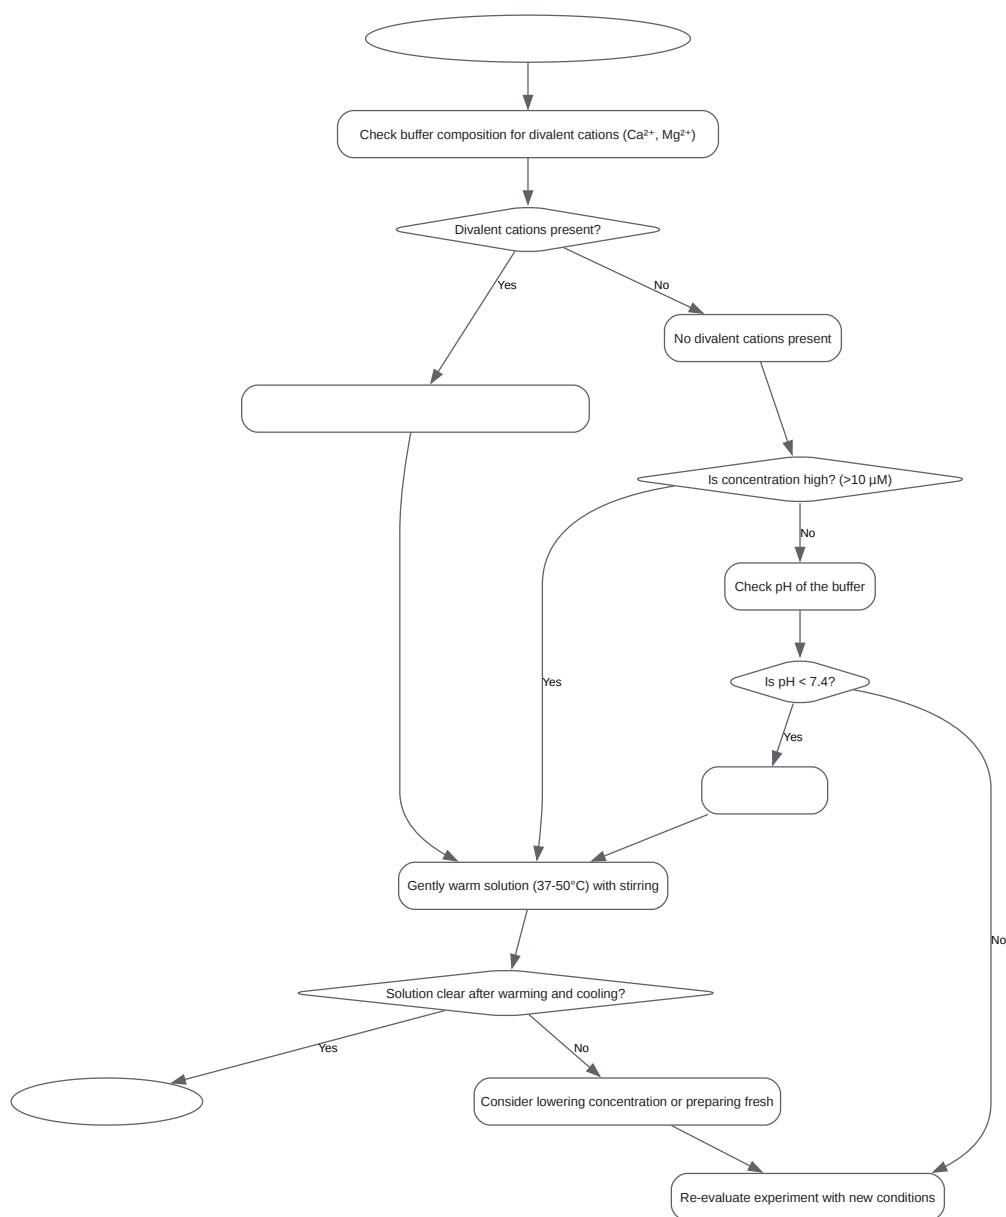 Check buffer composition for divalent cations (Ca²⁺, Mg²⁺)
Divalent cations present?
Yes
No
No divalent cations present
Is concentration high? (>10 µM)
No
Check pH of the buffer
Is pH < 7.4?
Yes
Yes
Gently warm solution (37-50°C) with stirring
No
Solution clear after warming and cooling?
Yes
No
Consider lowering concentration or preparing fresh
Re-evaluate experiment with new conditions